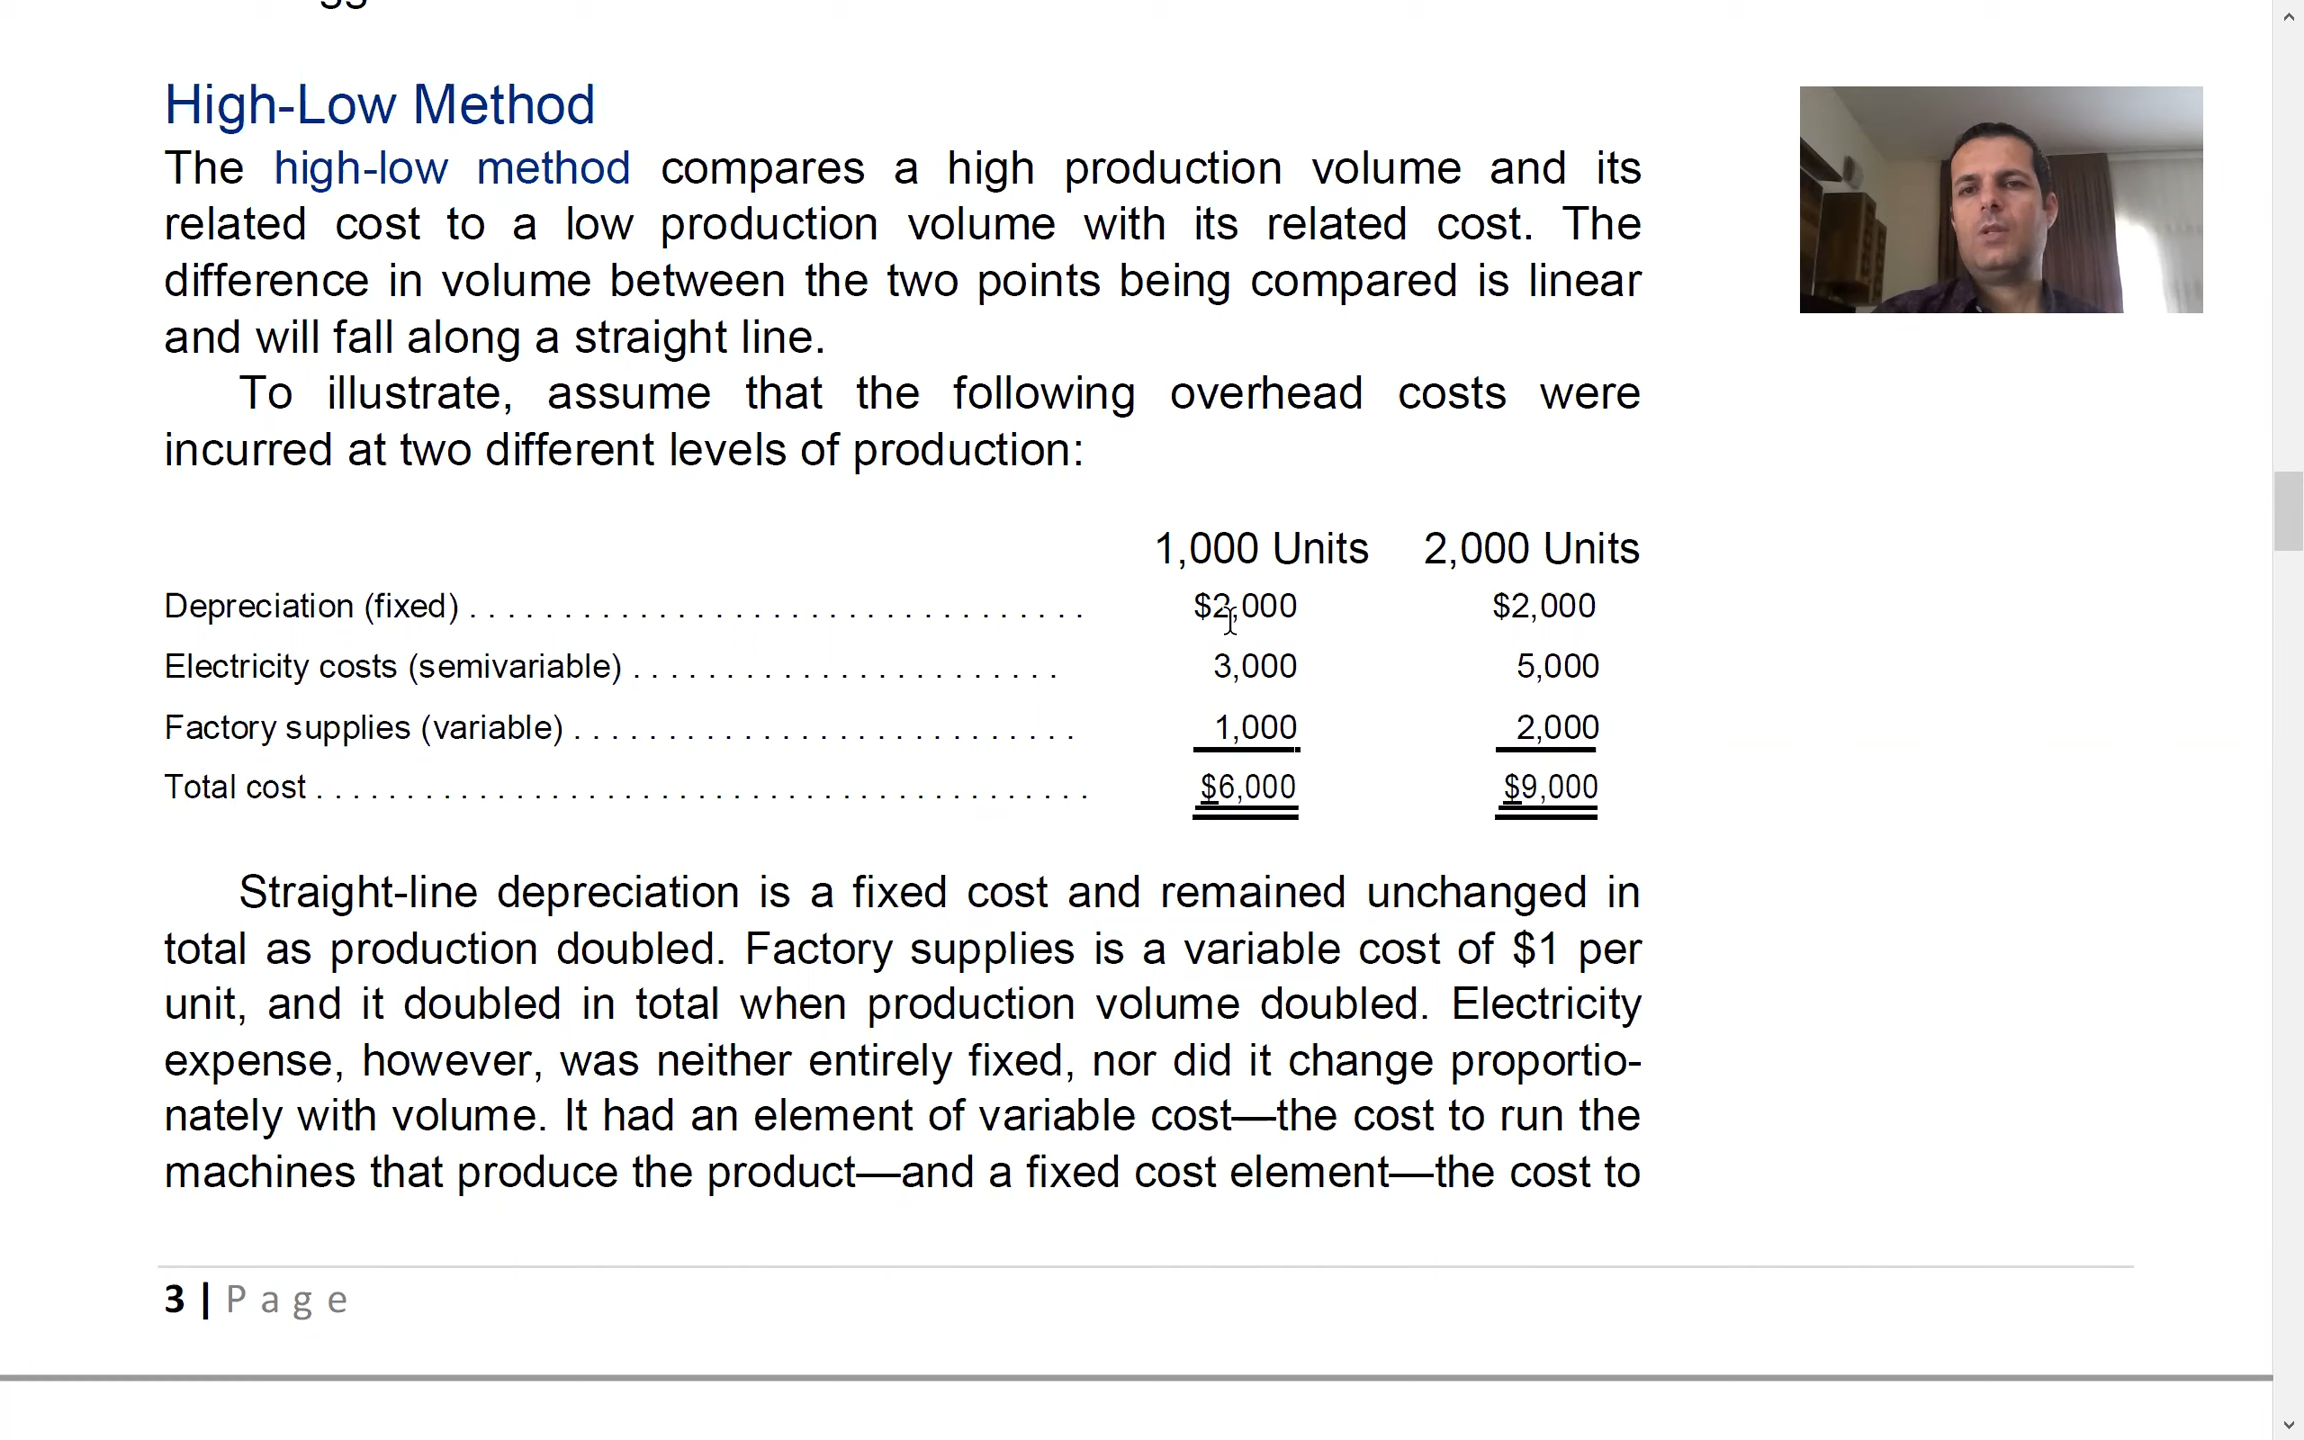 High-Low Method
The high-low method compares a high production volume and its
related cost to a low production volume with its related cost. The
difference in volume between the two points being compared is linear
and will fall along a straight line.
To illustrate, assume that the following overhead costs were
incurred at two different levels of production:
1,000 Units 2,000 Units
Depreciation (fixed) . . . . . . . . . . . . . . . . . . . . . . . . . . . . . . . . . $2,000 $2,000
Electricity costs (semivariable) . . . . . . . . . . . . . . . . . . . . . . . 3,000 5,000
Factory supplies (variable) . . . . . . . . . . . . . . . . . . . . . . . . . . . 1,000 2,000
Total cost . . . . . . . . . . . . . . . . . . . . . . . . . . . . . . . . . . . . . . . . . . $6,000 $9,000
Straight-line depreciation is a fixed cost and remained unchanged in
total as production doubled. Factory supplies is a variable cost of $1 per
unit, and it doubled in total when production volume doubled. Electricity
expense, however, was neither entirely fixed, nor did it change proportio-
nately with volume. It had an element of variable cost—the cost to run the
machines that produce the product—and a fixed cost element—the cost to
3 | Page